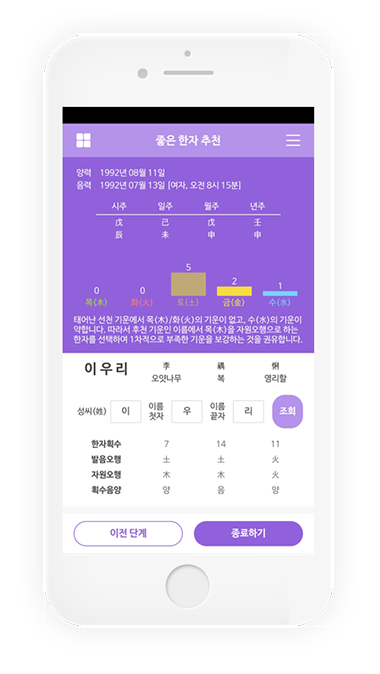 좋은 한자 추천
양력 1992년 08월 11일
음력 1992년 07월 13일 [여자, 오전 8시 15분]
시주 일주 월주 년주
戊 己 戊 壬
辰 未 申 申
0 0 5 2 1
목(木) 화(火) 토(土) 금(金) 수(水)
태어난 선천 기운에서 목(木)/화(火)의 기운이 없고, 수(水)의 기운이
약합니다. 따라서 후천 기운인 이름에서 목(木)을 자원오행으로 하는
한자를 선택하여 1차적으로 부족한 기운을 보강하는 것을 권유합니다.
이우리 李 禑 悧
오얏나무 복 영리할
성씨(姓) 이 이름 첫자 우 이름 끝자 리 조회
한자획수 7 14 11
발음오행 土 土 火
자원오행 木 木 火
획수음양 양 음 양
이전 단계 종료하기